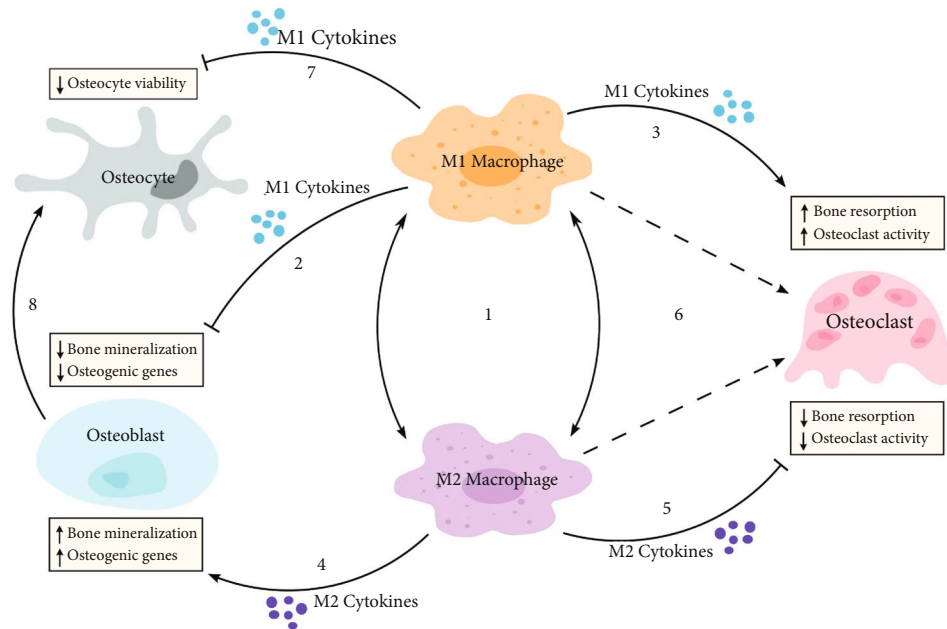 M1 Cytokines
7
↓ Osteocyte viability
M1 Cytokines
3
M1 Macrophage
Osteocyte
M1 Cytokines
2
↑ Bone resorption
↑ Osteoclast activity
8
1
6
Osteoclast
↓ Bone mineralization
↓ Osteogenic genes
↓ Bone resorption
↓ Osteoclast activity
Osteoblast
M2 Macrophage
5
M2 Cytokines
↑ Bone mineralization
↑ Osteogenic genes
4
M2 Cytokines